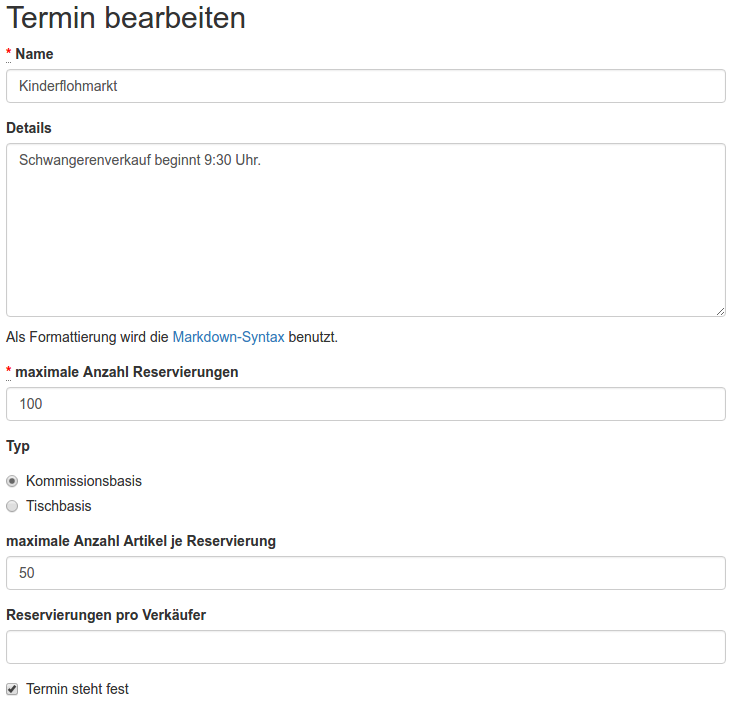 Termin bearbeiten
* Name
Kinderflohmarkt
Details
Schwangerenverkauf beginnt 9:30 Uhr.
Als Formattierung wird die Markdown-Syntax benutzt.
* maximale Anzahl Reservierungen
100
Typ
Kommissionsbasis
Tischbasis
maximale Anzahl Artikel je Reservierung
50
Reservierungen pro Verkäufer
Termin steht fest